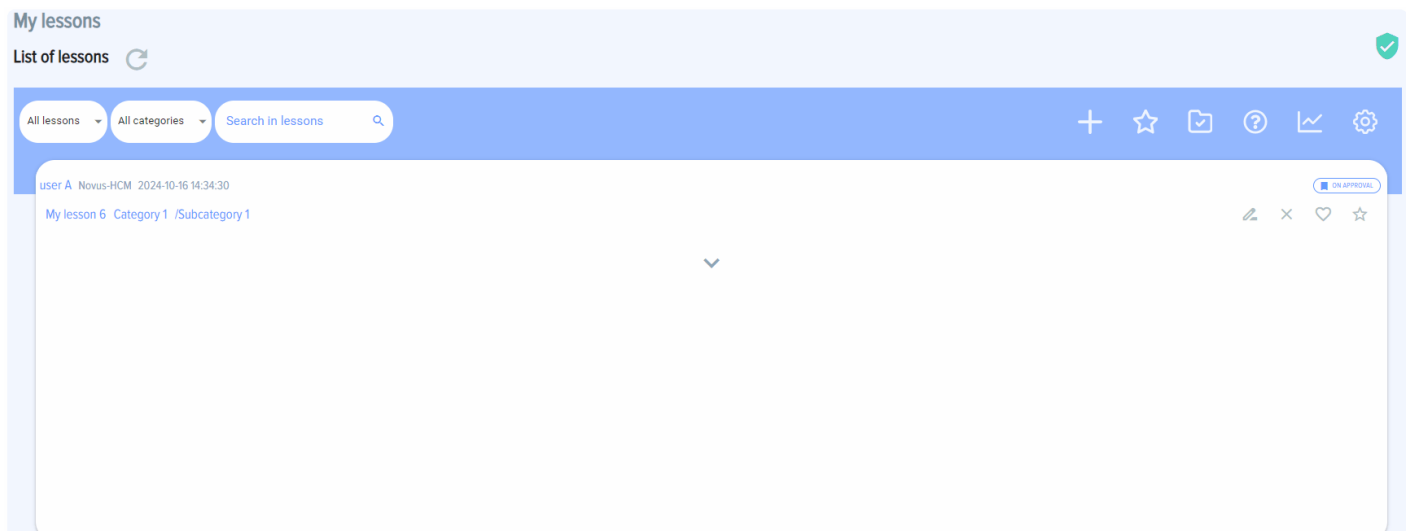 My lessons
List of lessons
All lessons All categories Search in lessons
user A Novus-HCM 2024-10-16 14:34:30 ON APPROVAL
My lesson 6 Category 1 /Subcategory 1